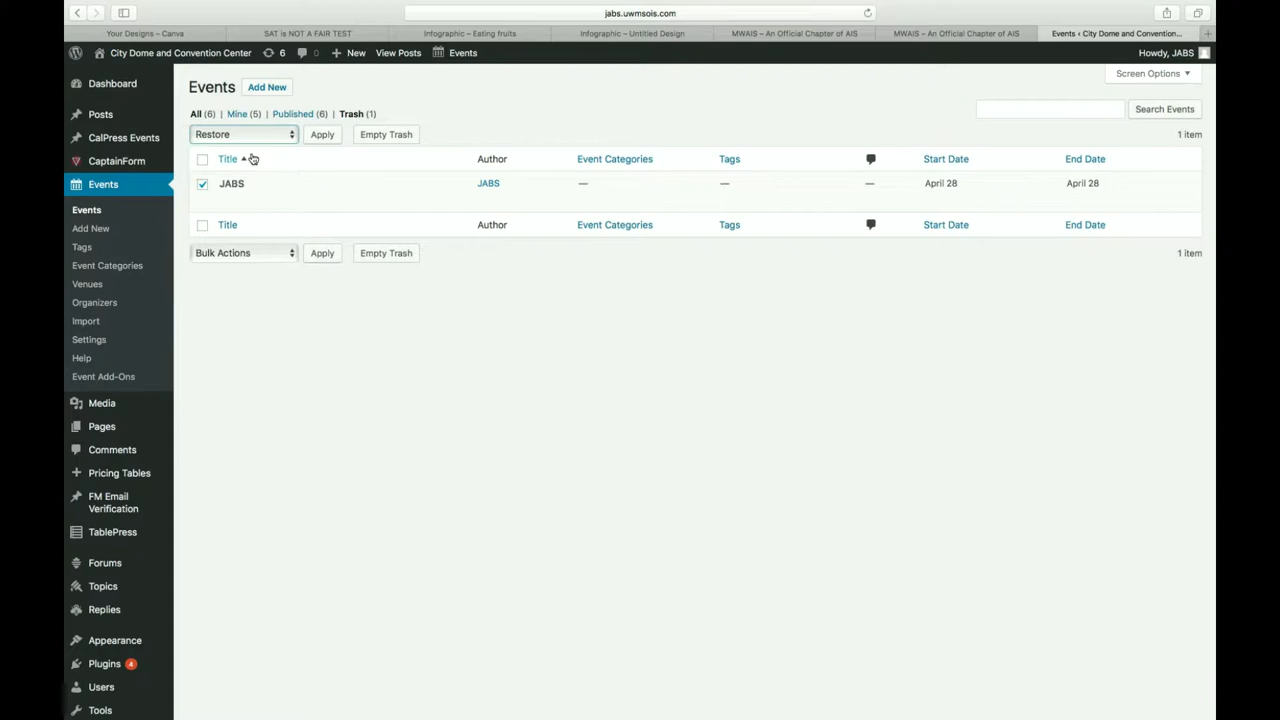 jabs.uwmsois.com
Your Designs – Canva
SAT is NOT A FAIR TEST
Infographic – Eating fruits
Infographic – Untitled Design
MWAIS – An Official Chapter of AIS
MWAIS – An Official Chapter of AIS
Events ‹ City Dome and Convention...
City Dome and Convention Center 6 0 New View Posts Events Howdy, JABS
Screen Options
Dashboard
Posts
CalPress Events
CaptainForm
Events
Events
Add New
Tags
Event Categories
Venues
Organizers
Import
Settings
Help
Event Add-Ons
Media
Pages
Comments
Pricing Tables
FM Email
Verification
TablePress
Forums
Topics
Replies
Appearance
Plugins 4
Users
Tools
Events Add New
All (6) | Mine (5) | Published (6) | Trash (1)
Search Events
Restore Apply Empty Trash 1 item
Title Author Event Categories Tags Start Date End Date
JABS JABS — — — April 28 April 28
Title Author Event Categories Tags Start Date End Date
Bulk Actions Apply Empty Trash 1 item